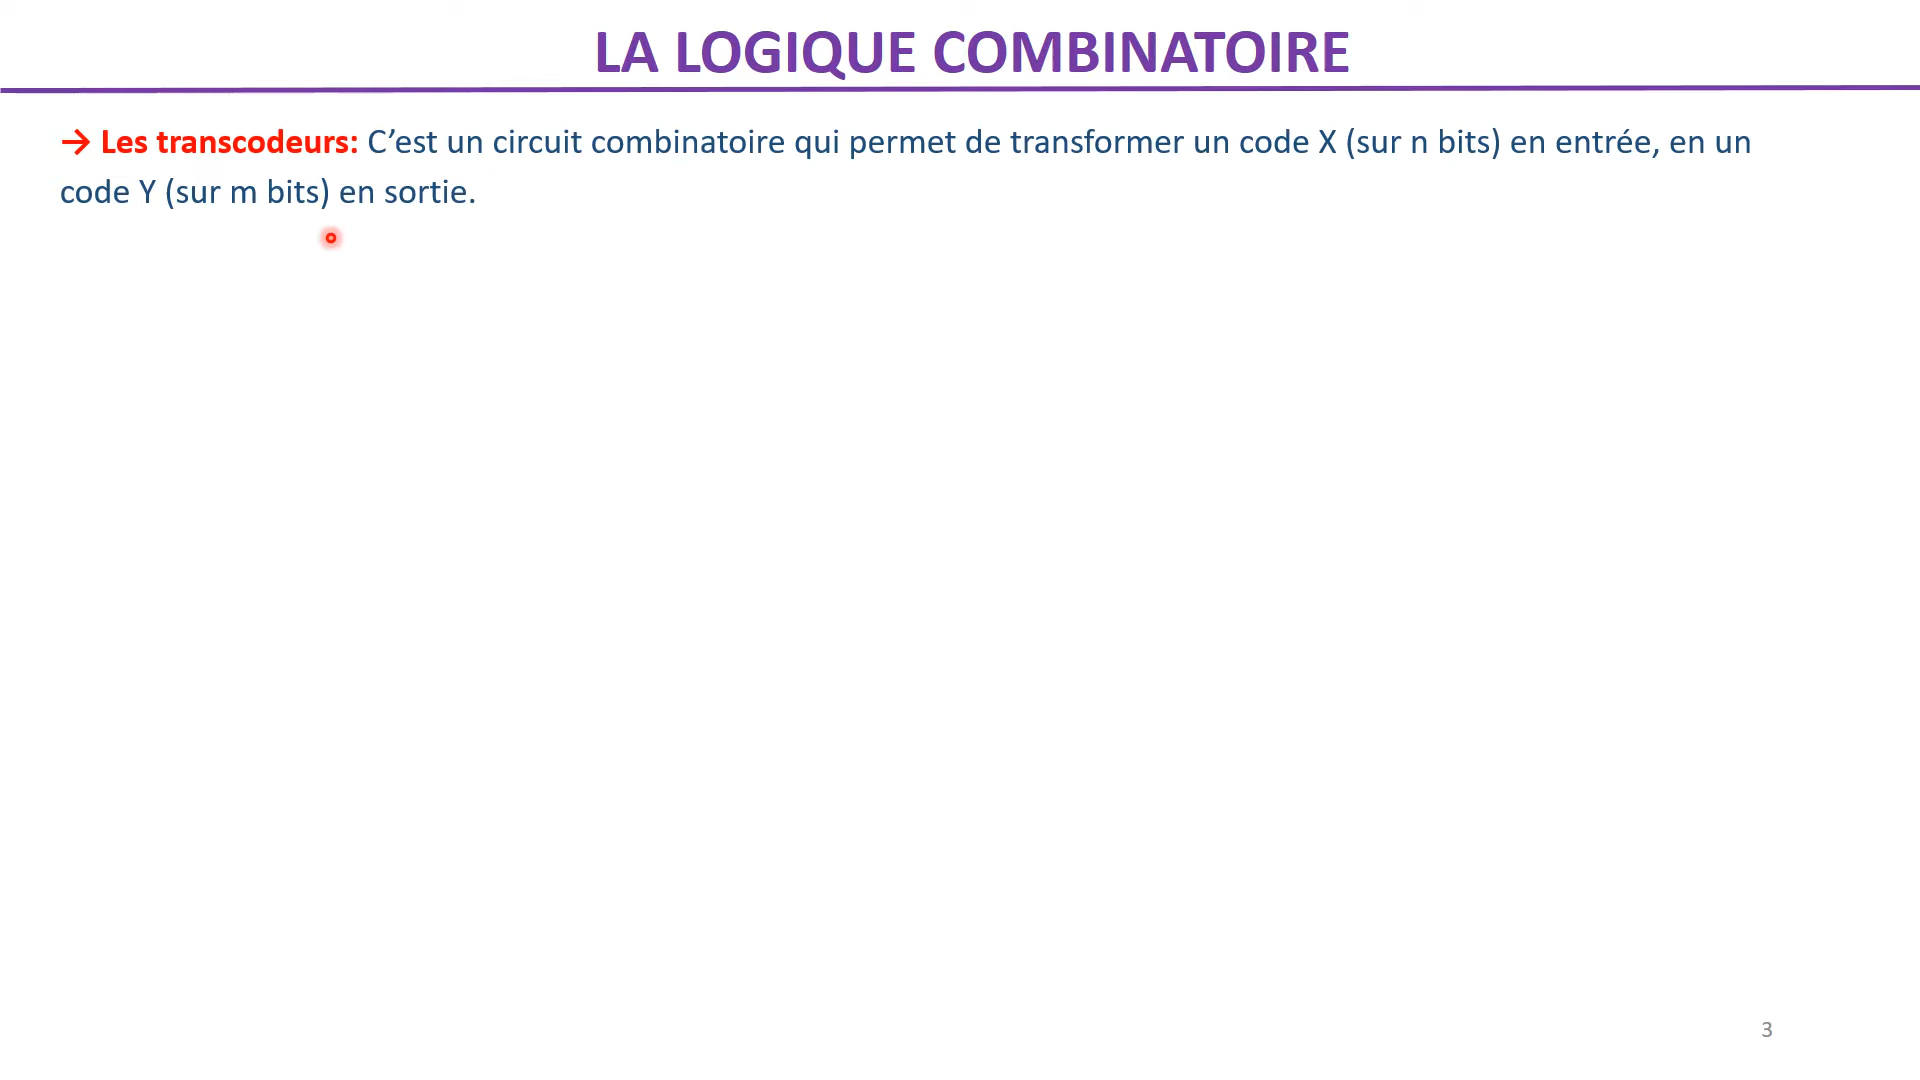 LA LOGIQUE COMBINATOIRE
→ Les transcodeurs: C’est un circuit combinatoire qui permet de transformer un code X (sur n bits) en entrée, en un
code Y (sur m bits) en sortie.
3